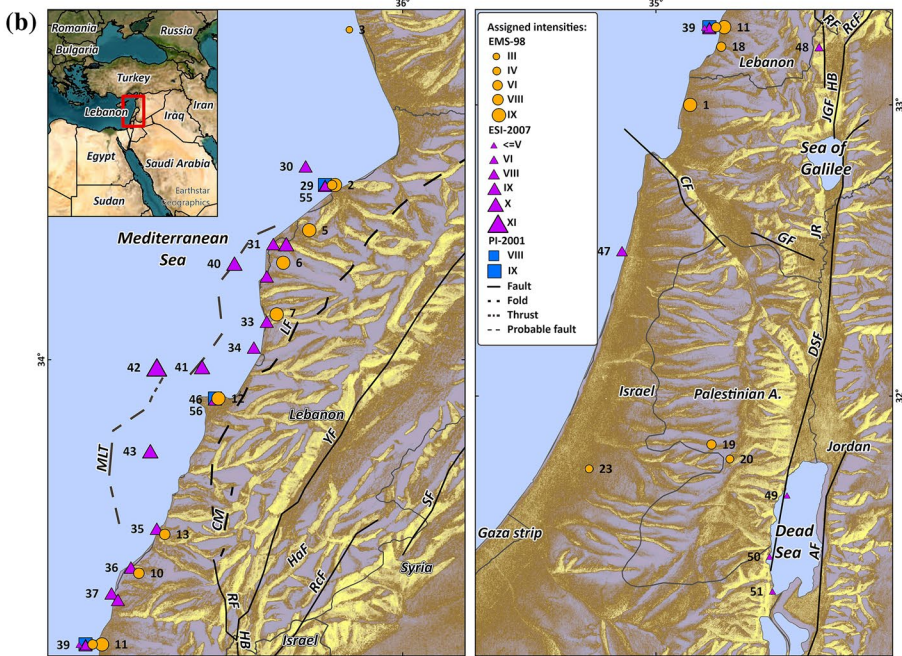 (b)
36°
35°
Romania
Russia
Bulgaria
Turkey
Lebanon
Iran
Iraq
Egypt
Saudi Arabia
Sudan
Earthstar
Geographics
3
30
29
2
55
5
Mediterranean
Sea
31
40
6
7
33
LF
34
34°
42
41
46
12
56
Lebanon
YF
MLT
43
CM
SF
35
13
HaF
RcF
36
10
Syria
37
RF
HB
Israel
39
11
Assigned intensities:
EMS-98
III
IV
VI
VIII
IX
ESI-2007
<=V
VI
VIII
IX
X
XI
PI-2001
VIII
IX
Fault
Fold
Thrust
Probable fault
39
11
18
Lebanon
48
RF
RcF
HB
JGF
1
33°
Sea of
Galilee
CF
GF
JR
47
DSF
Israel
Palestinian A.
32°
19
20
23
Jordan
49
Gaza strip
Dead
Sea
AF
50
51